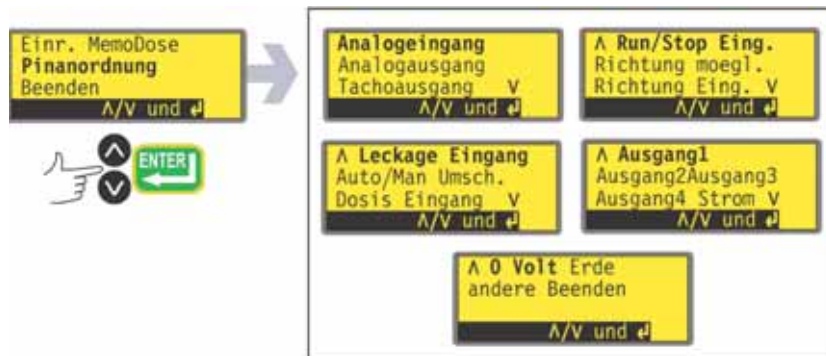 Einr. MemoDose
Pinanordnung
Beenden
∧/∨ und ↲
ENTER
Analogeingang
Analogausgang
Tachoausgang ∨
∧/∨ und ↲
∧ Run/Stop Eing.
Richtung moegl.
Richtung Eing. ∨
∧/∨ und ↲
∧ Leckage Eingang
Auto/Man Umsch.
Dosis Eingang ∨
∧/∨ und ↲
∧ Ausgang1
Ausgang2Ausgang3
Ausgang4 Strom ∨
∧/∨ und ↲
∧ 0 Volt Erde
andere Beenden
∧/∨ und ↲